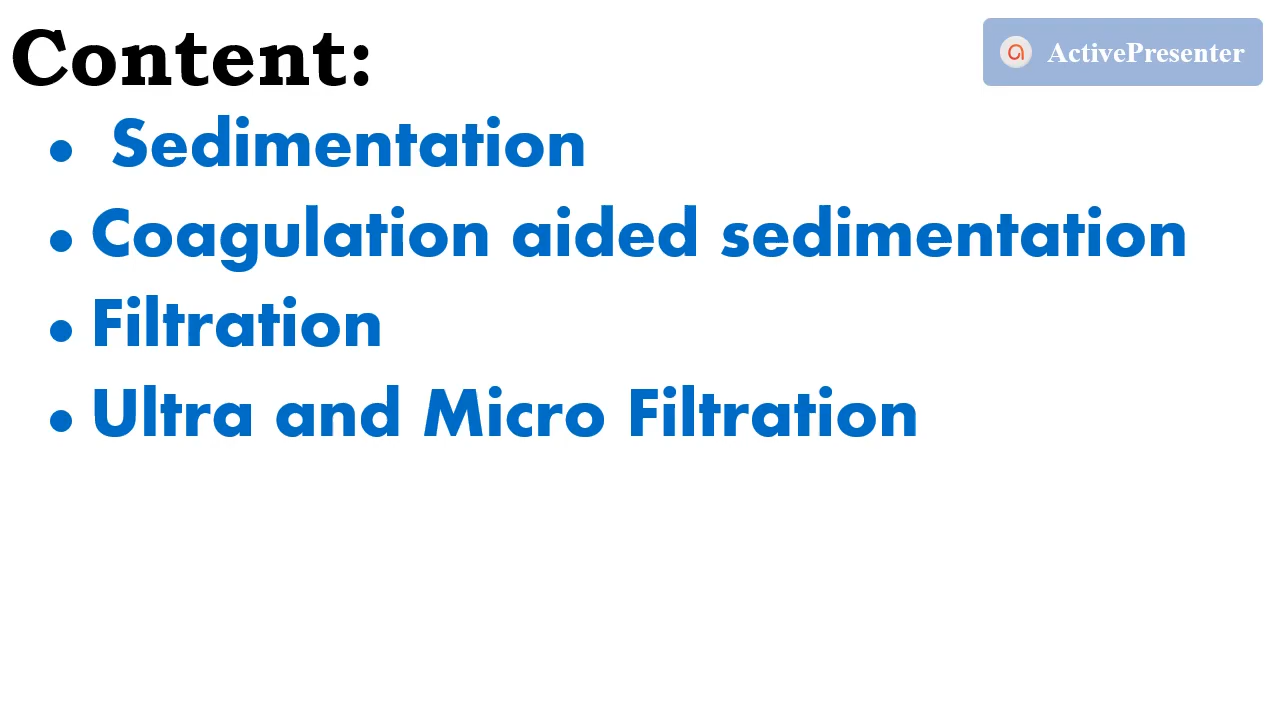 Content:
ActivePresenter
• Sedimentation
• Coagulation aided sedimentation
• Filtration
• Ultra and Micro Filtration